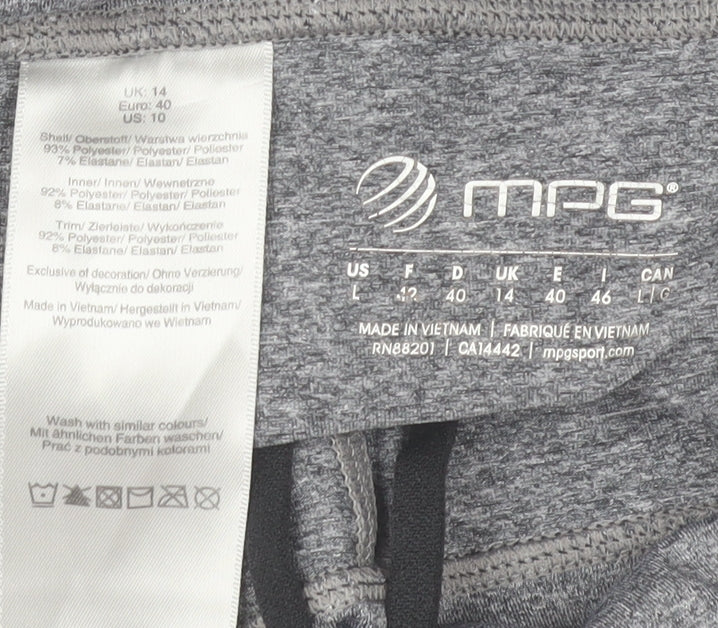 UK: 14
Euro: 40
US: 10
Shell/ Oberstoff/ Warstwa wierzchnia
93% Polyester/ Polyester/ Poliester
7% Elastane/ Elastan/ Elastan
Inner/ Innen/ Wewnetrzne
92% Polyester/ Polyester/ Poliester
8% Elastane/ Elastan/ Elastan
Trim/ Zierleiste/ Wykończenie
92% Polyester/ Polyester/ Poliester
8% Elastane/ Elastan/ Elastan
Exclusive of decoration/ Ohne Verzierung/
Wyłącznie do dekoracji
Made in Vietnam/ Hergestellt in Vietnam/
Wyprodukowano we Wietnam
Wash with similar colours/
Mit ähnlichen Farben waschen/
Prać z podobnymi kolorami
MPG®
US F D UK E I CAN
L 42 40 14 40 46 L|G
MADE IN VIETNAM | FABRIQUÉ EN VIETNAM
RN88201 | CA14442 | mpgsport.com